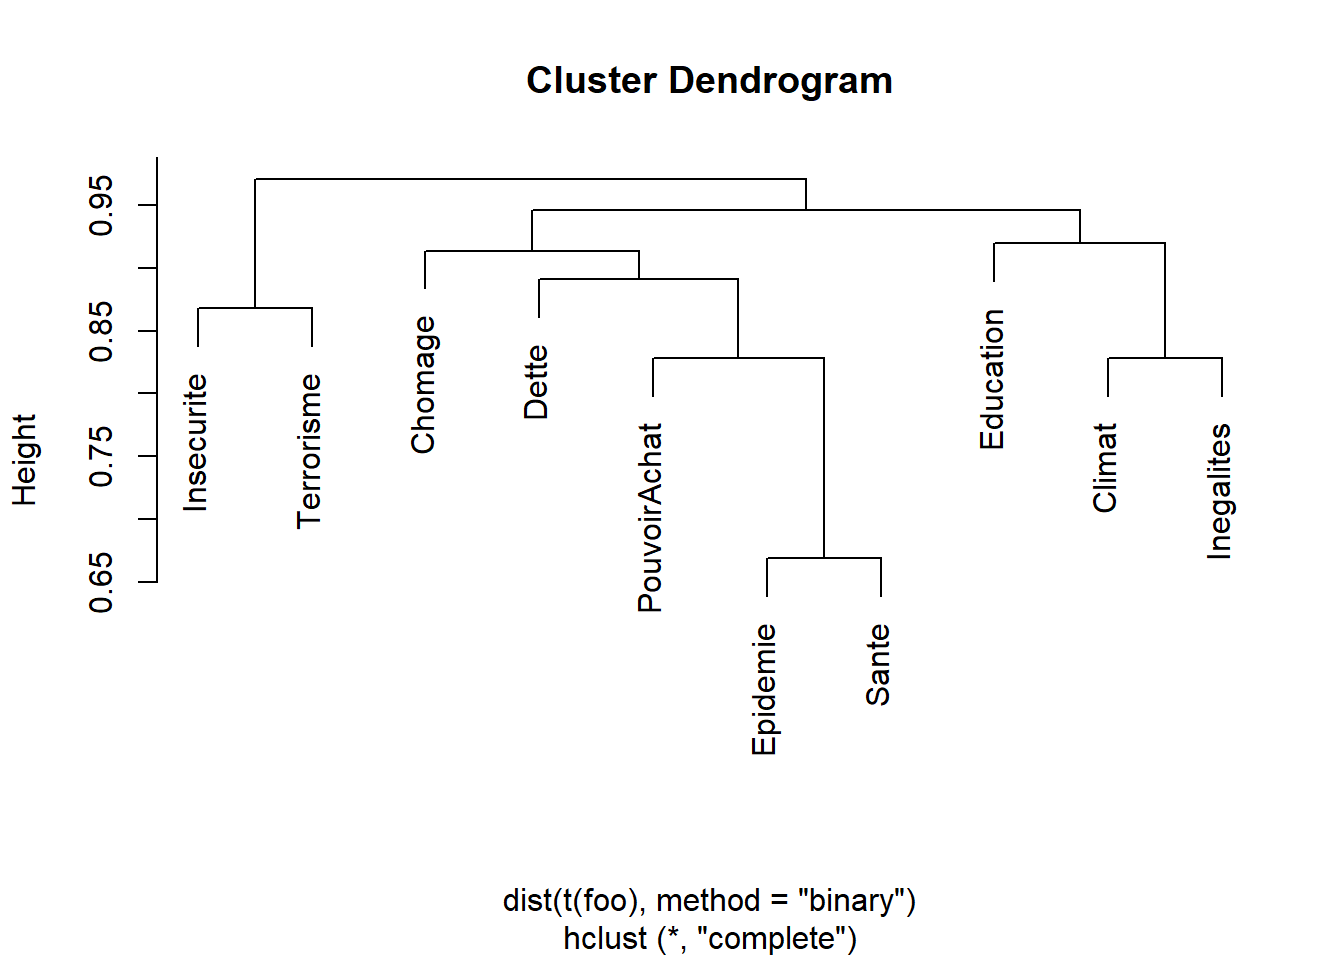 Cluster Dendrogram
Height
0.65
0.75
0.85
0.95
Insecurite
Terrorisme
Chomage
Dette
PouvoirAchat
Epidemie
Sante
Education
Climat
Inegalites
dist(t(foo), method = "binary")
hclust (*, "complete")